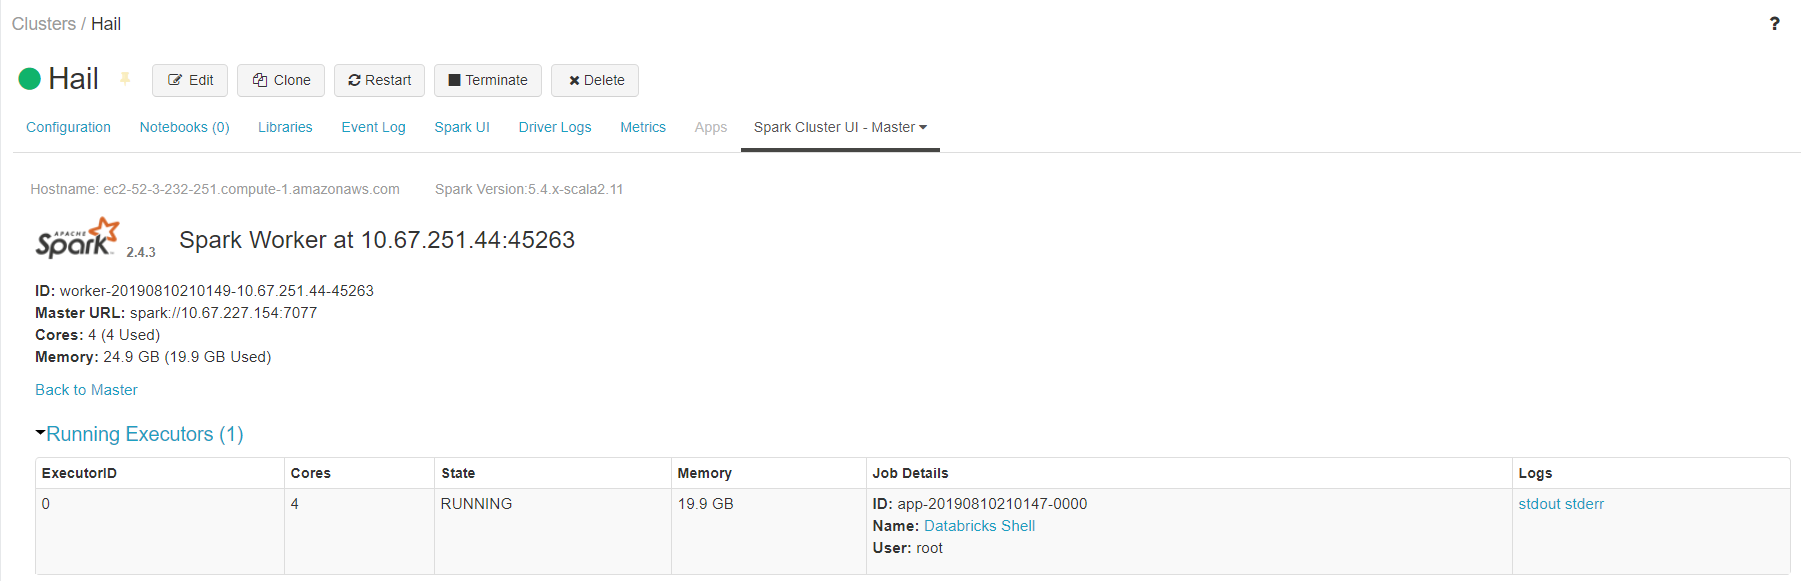 Clusters / Hail ?
Hail Edit Clone Restart Terminate Delete
Configuration Notebooks (0) Libraries Event Log Spark UI Driver Logs Metrics Apps Spark Cluster UI - Master
Hostname: ec2-52-3-232-251.compute-1.amazonaws.com Spark Version:5.4.x-scala2.11
APACHE Spark 2.4.3 Spark Worker at 10.67.251.44:45263
ID: worker-20190810210149-10.67.251.44-45263
Master URL: spark://10.67.227.154:7077
Cores: 4 (4 Used)
Memory: 24.9 GB (19.9 GB Used)
Back to Master
Running Executors (1)
ExecutorID Cores State Memory Job Details Logs
0 4 RUNNING 19.9 GB ID: app-20190810210147-0000 stdout stderr
Name: Databricks Shell
User: root